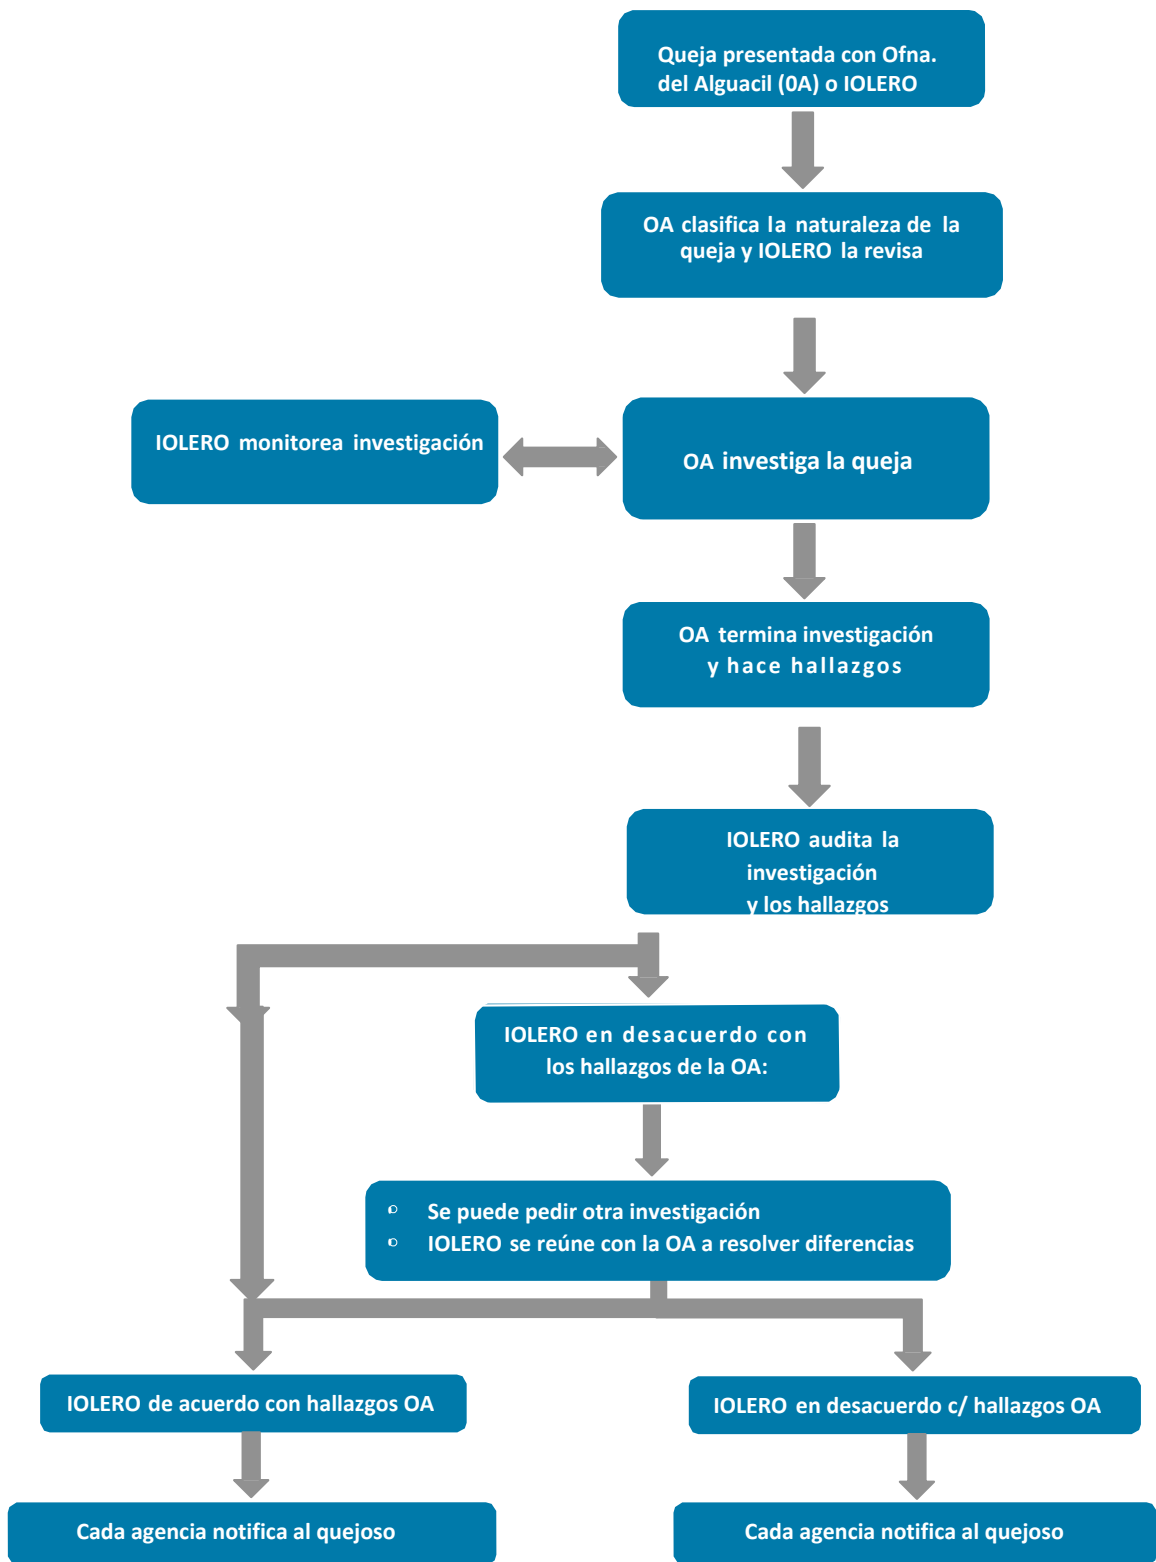 Queja presentada con Ofna.
del Alguacil (0A) o IOLERO
OA clasifica la naturaleza de la
queja y IOLERO la revisa
IOLERO monitorea investigación
OA investiga la queja
OA termina investigación
y hace hallazgos
IOLERO audita la
investigación
y los hallazgos
IOLERO en desacuerdo con
los hallazgos de la OA:
Se puede pedir otra investigación
IOLERO se reúne con la OA a resolver diferencias
IOLERO de acuerdo con hallazgos OA
IOLERO en desacuerdo c/ hallazgos OA
Cada agencia notifica al quejoso
Cada agencia notifica al quejoso